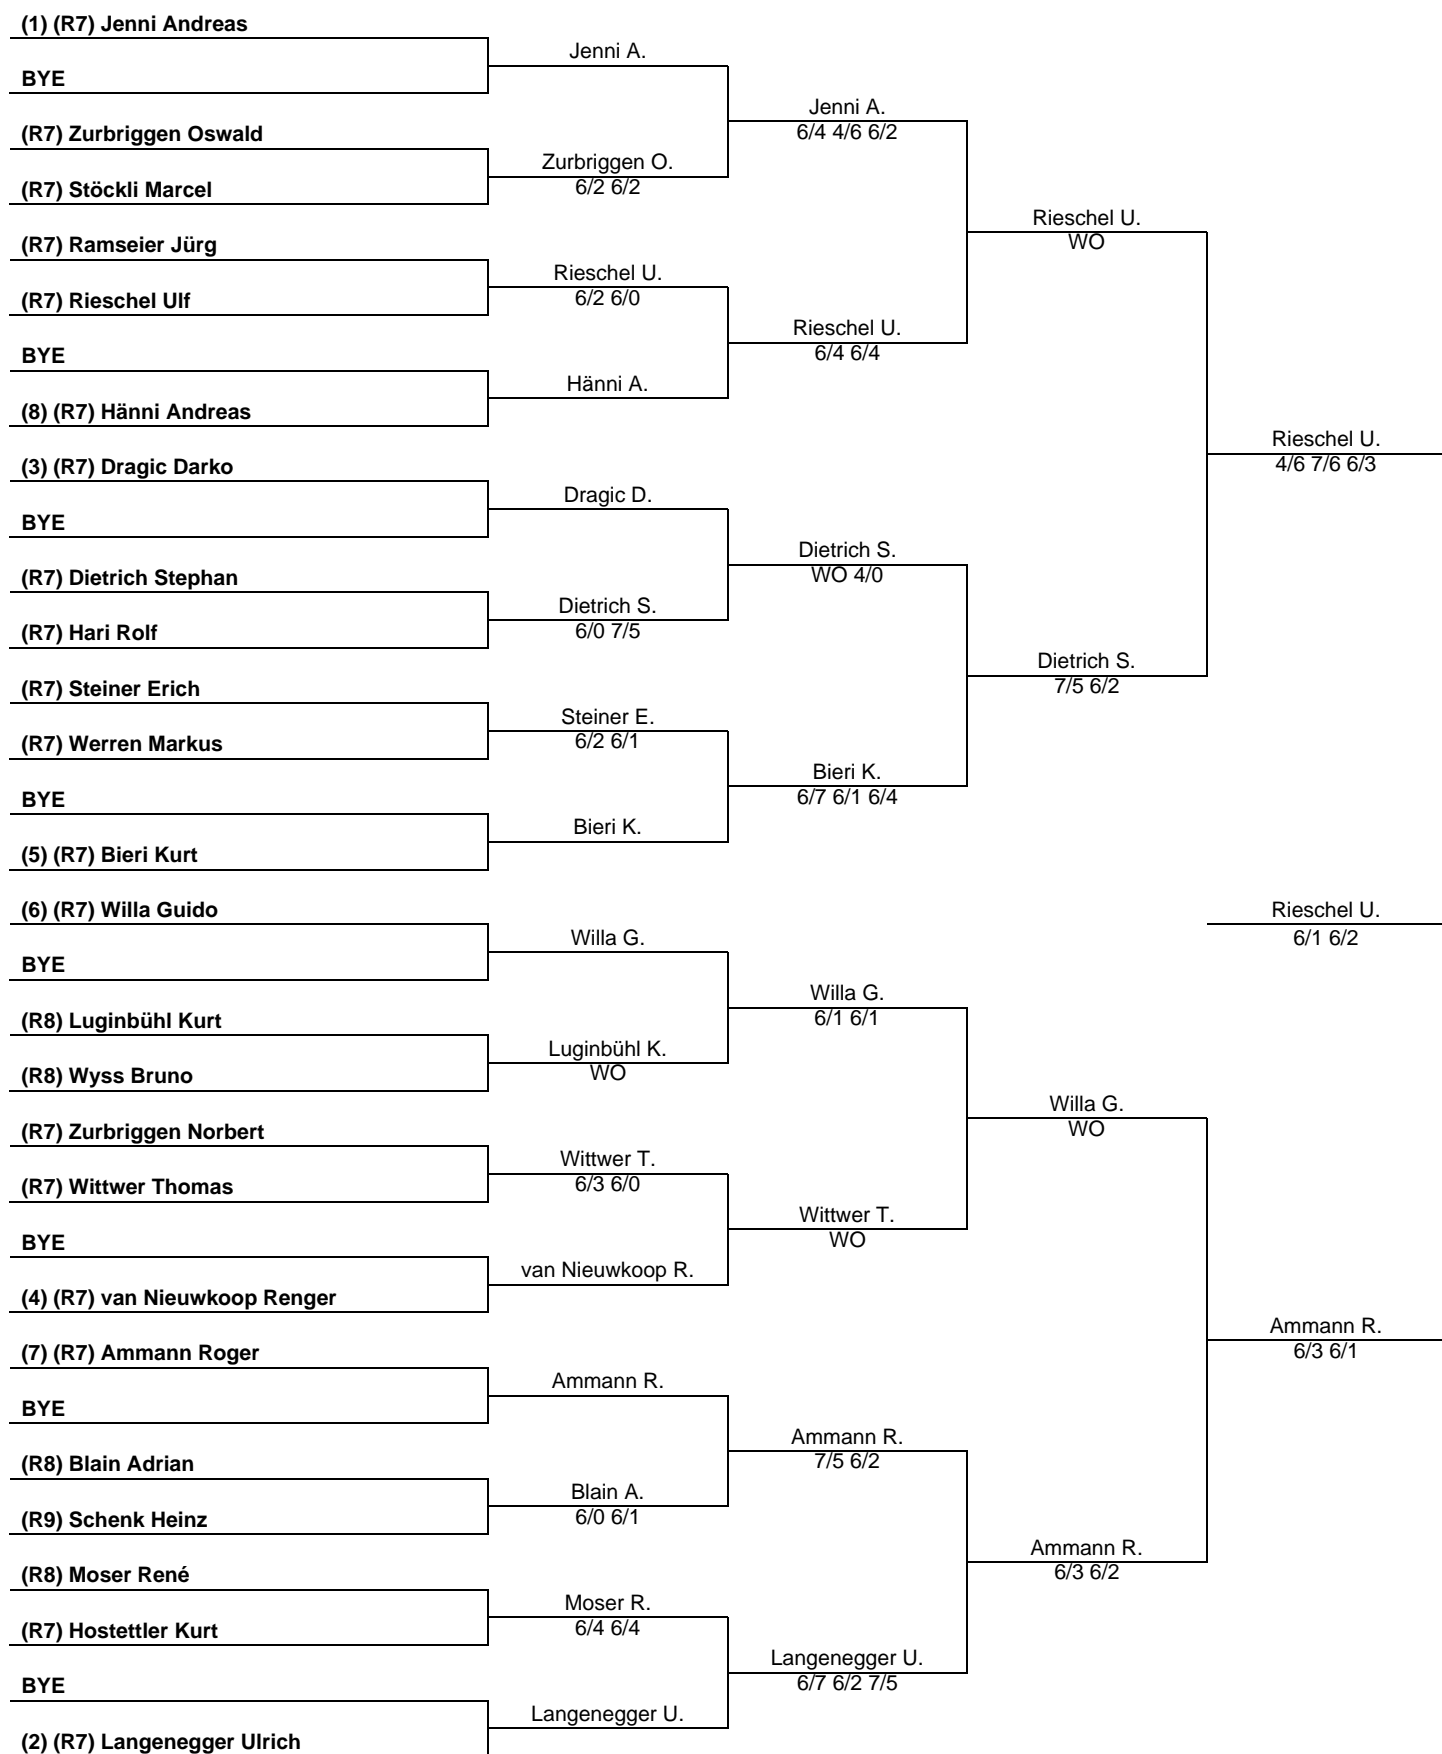 (1) (R7) Jenni Andreas
BYE
(R7) Zurbriggen Oswald
(R7) Stöckli Marcel
(R7) Ramseier Jürg
(R7) Rieschel Ulf
BYE
(8) (R7) Hänni Andreas
(3) (R7) Dragic Darko
BYE
(R7) Dietrich Stephan
(R7) Hari Rolf
(R7) Steiner Erich
(R7) Werren Markus
BYE
(5) (R7) Bieri Kurt
(6) (R7) Willa Guido
BYE
(R8) Luginbühl Kurt
(R8) Wyss Bruno
(R7) Zurbriggen Norbert
(R7) Wittwer Thomas
BYE
(4) (R7) van Nieuwkoop Renger
(7) (R7) Ammann Roger
BYE
(R8) Blain Adrian
(R9) Schenk Heinz
(R8) Moser René
(R7) Hostettler Kurt
BYE
(2) (R7) Langenegger Ulrich
Jenni A.
Zurbriggen O.
6/2 6/2
Rieschel U.
6/2 6/0
Hänni A.
Dragic D.
Dietrich S.
6/0 7/5
Steiner E.
6/2 6/1
Bieri K.
Willa G.
Luginbühl K.
WO
Wittwer T.
6/3 6/0
van Nieuwkoop R.
Ammann R.
Blain A.
6/0 6/1
Moser R.
6/4 6/4
Langenegger U.
Jenni A.
6/4 4/6 6/2
Rieschel U.
6/4 6/4
Dietrich S.
WO 4/0
Bieri K.
6/7 6/1 6/4
Willa G.
6/1 6/1
Wittwer T.
WO
Ammann R.
7/5 6/2
Langenegger U.
6/7 6/2 7/5
Rieschel U.
WO
Dietrich S.
7/5 6/2
Willa G.
WO
Ammann R.
6/3 6/2
Rieschel U.
4/6 7/6 6/3
Rieschel U.
6/1 6/2
Ammann R.
6/3 6/1